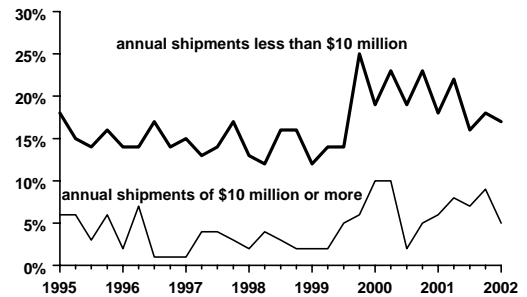 30%
annual shipments less than $10 million
25%
20%
15%
10%
annual shipments of $10 million or more
5%
0%
1995 1996 1997 1998 1999 2000 2001 2002